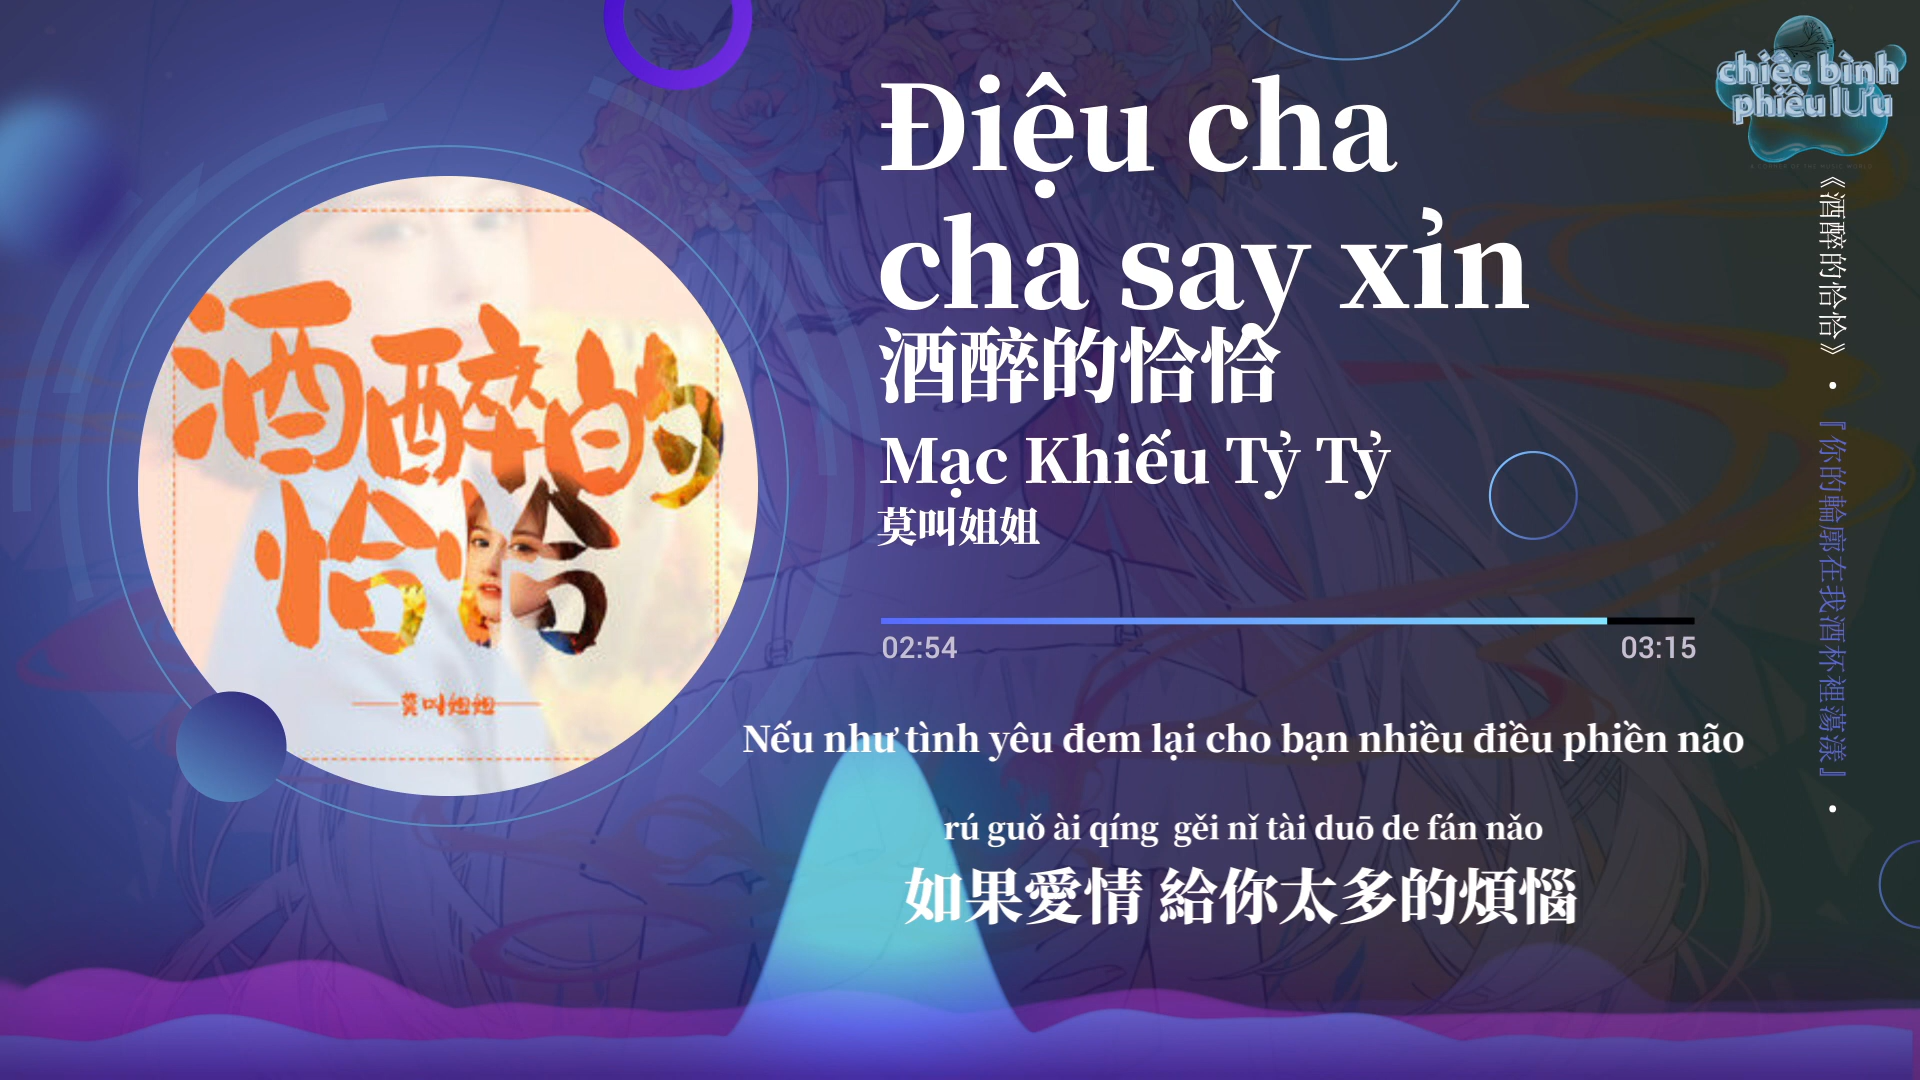 chiếc bình
phiêu lưu
Điệu cha
cha say xỉn
酒醉的恰恰
Mạc Khiếu Tỷ Tỷ
莫叫姐姐
02:54
03:15
Nếu như tình yêu đem lại cho bạn nhiều điều phiền não
rú guǒ ài qíng gěi nǐ tài duō de fán nǎo
如果愛情 給你太多的煩惱
酒醉的
恰恰
莫叫姐姐
《酒醉的恰恰》 • 『你的輪廓在我酒杯裡蕩漾』 •